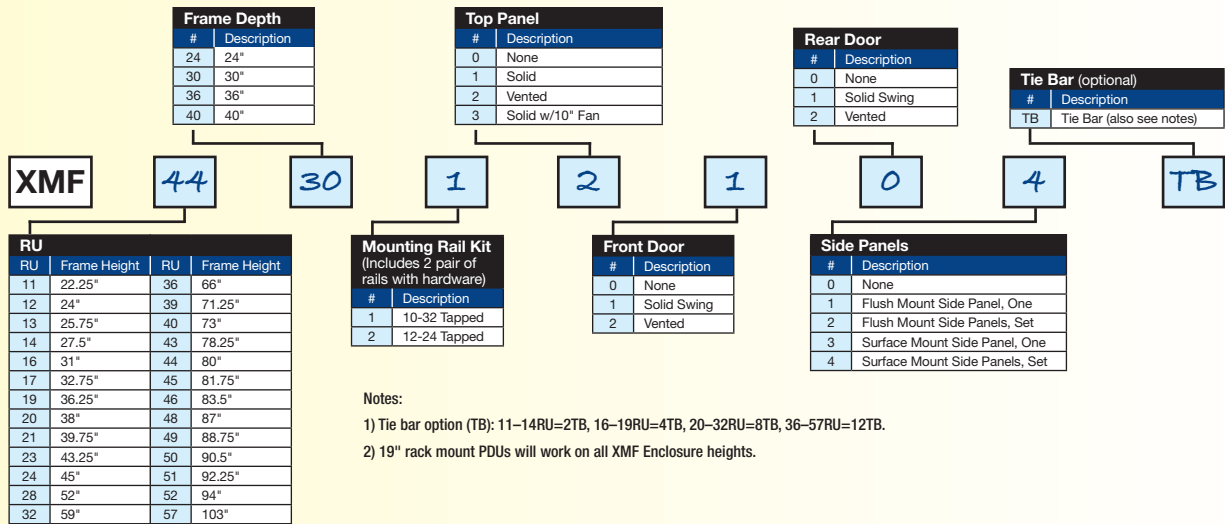 Frame Depth
# Description
24 24"
30 30"
36 36"
40 40"
Top Panel
# Description
0 None
1 Solid
2 Vented
3 Solid w/10" Fan
Rear Door
# Description
0 None
1 Solid Swing
2 Vented
Tie Bar (optional)
# Description
TB Tie Bar (also see notes)
XMF 44 30 1 2 1 0 4 TB
RU
RU Frame Height RU Frame Height
11 22.25" 36 66"
12 24" 39 71.25"
13 25.75" 40 73"
14 27.5" 43 78.25"
16 31" 44 80"
17 32.75" 45 81.75"
19 36.25" 46 83.5"
20 38" 48 87"
21 39.75" 49 88.75"
23 43.25" 50 90.5"
24 45" 51 92.25"
28 52" 52 94"
32 59" 57 103"
Mounting Rail Kit
(Includes 2 pair of
rails with hardware)
# Description
1 10-32 Tapped
2 12-24 Tapped
Front Door
# Description
0 None
1 Solid Swing
2 Vented
Side Panels
# Description
0 None
1 Flush Mount Side Panel, One
2 Flush Mount Side Panels, Set
3 Surface Mount Side Panels, One
4 Surface Mount Side Panels, Set
Notes:
1) Tie bar option (TB): 11–14RU=2TB, 16–19RU=4TB, 20–32RU=8TB, 36–57RU=12TB.
2) 19" rack mount PDUs will work on all XMF Enclosure heights.